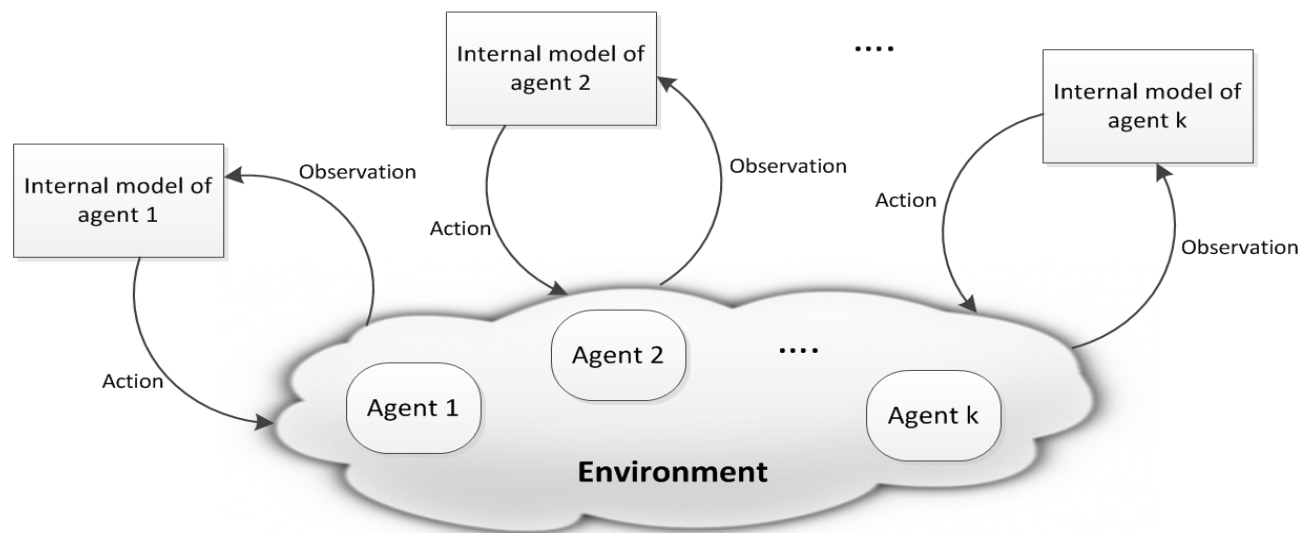 Internal model of
agent 1
Observation
Action
Internal model of
agent 2
Observation
Action
....
Internal model of
agent k
Action
Observation
Agent 1
Agent 2
....
Agent k
Environment